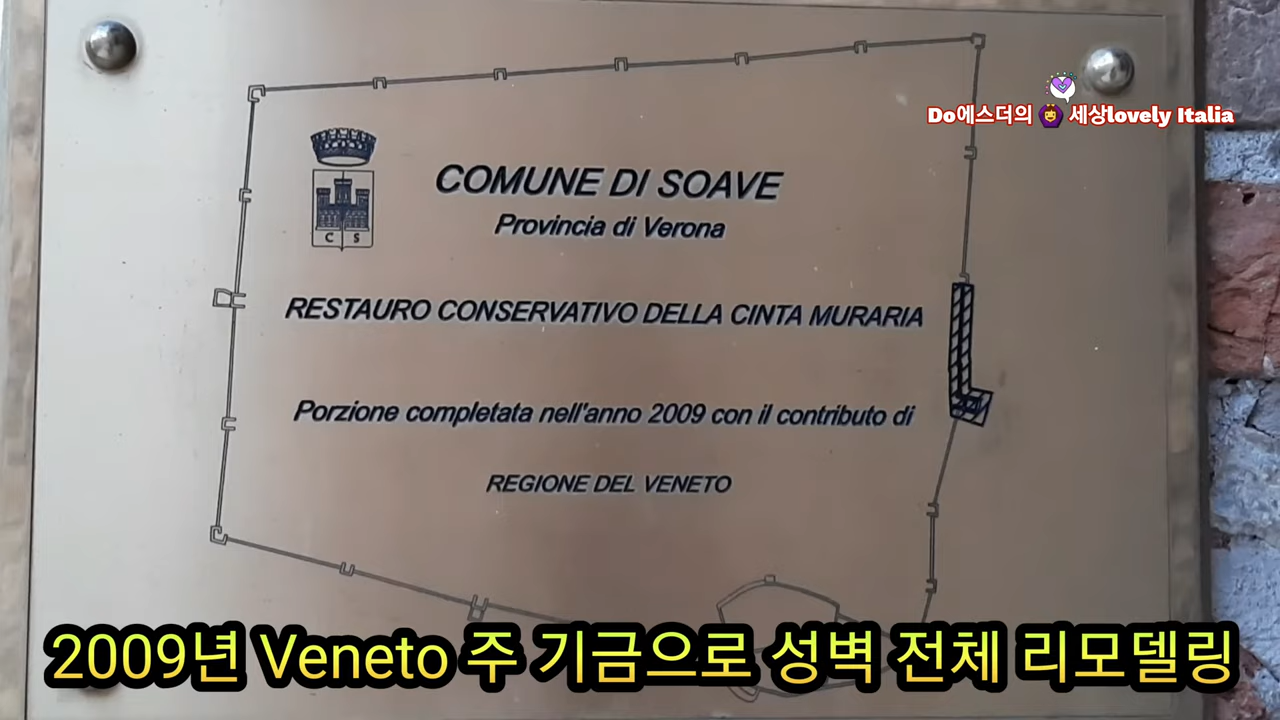 Do에스더의 🙆‍♀️ 세상lovely Italia
COMUNE DI SOAVE
Provincia di Verona
C S
RESTAURO CONSERVATIVO DELLA CINTA MURARIA
Porzione completata nell'anno 2009 con il contributo di
REGIONE DEL VENETO
2009년 Veneto 주 기금으로 성벽 전체 리모델링